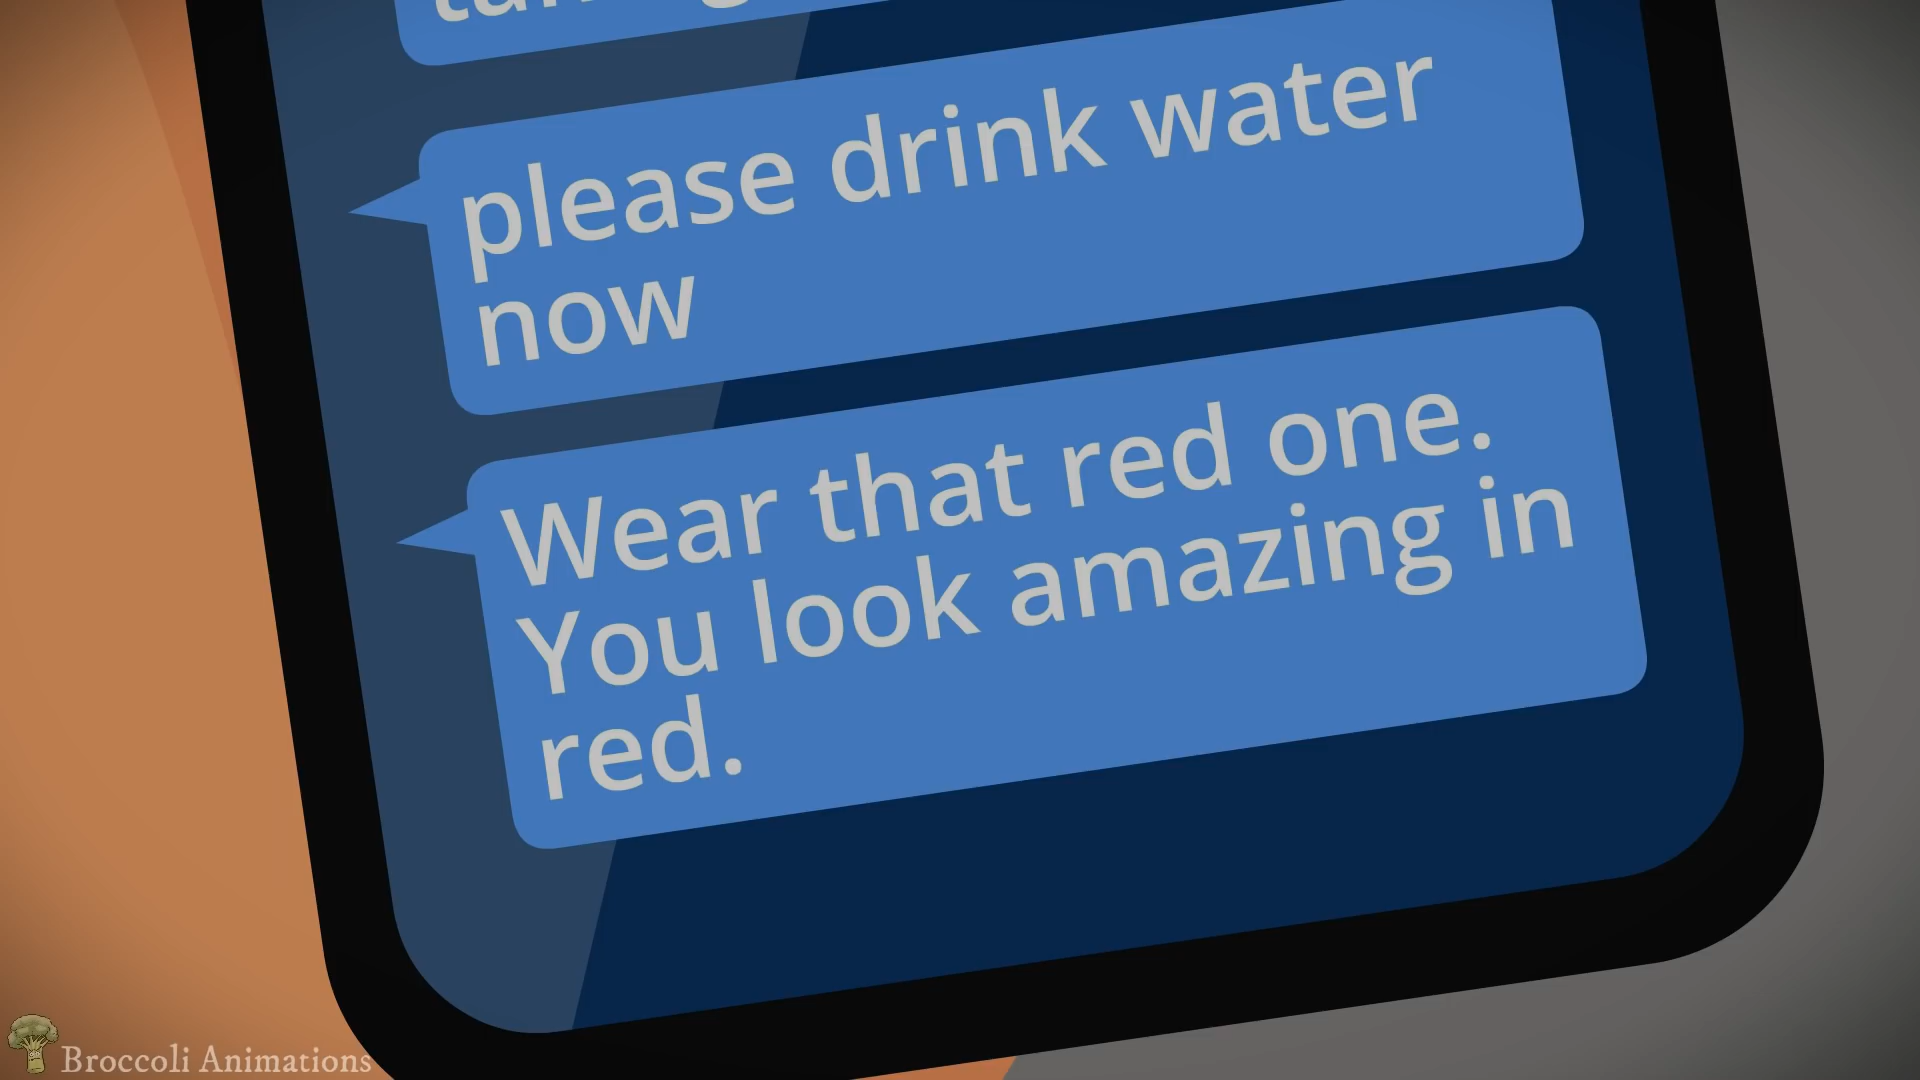 please drink water
now
Wear that red one.
You look amazing in
red.
Broccoli Animations